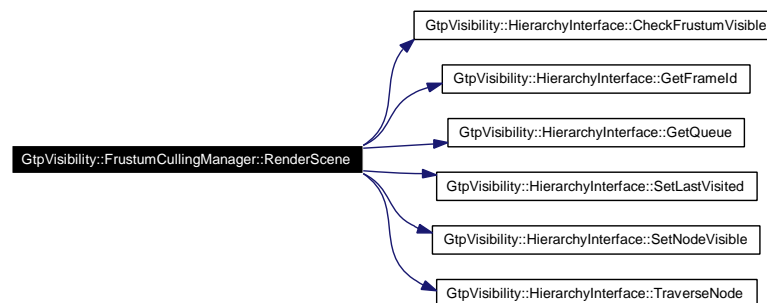 GtpVisibility::HierarchyInterface::CheckFrustumVisible
GtpVisibility::HierarchyInterface::GetFrameId
GtpVisibility::HierarchyInterface::GetQueue
GtpVisibility::FrustumCullingManager::RenderScene
GtpVisibility::HierarchyInterface::SetLastVisited
GtpVisibility::HierarchyInterface::SetNodeVisible
GtpVisibility::HierarchyInterface::TraverseNode